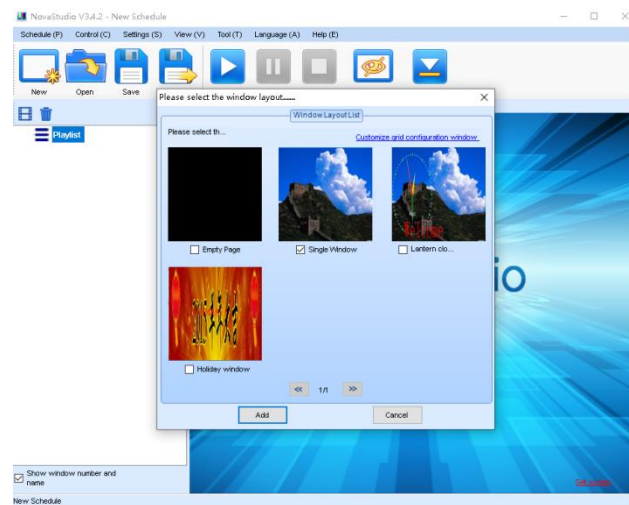 NovaStudio V3.4.2 - New Schedule
Schedule (P) Control (C) Settings (S) View (V) Tool (T) Language (A) Help (E)
New Open Save
Please select the window layout......
Window Layout List
Playlist
Please select th...
Customize grid configuration window
Empty Page Single Window Lantern clo...
Holiday window
<< 1/1 >>
Add Cancel
io
Show window number and
name
New Schedule